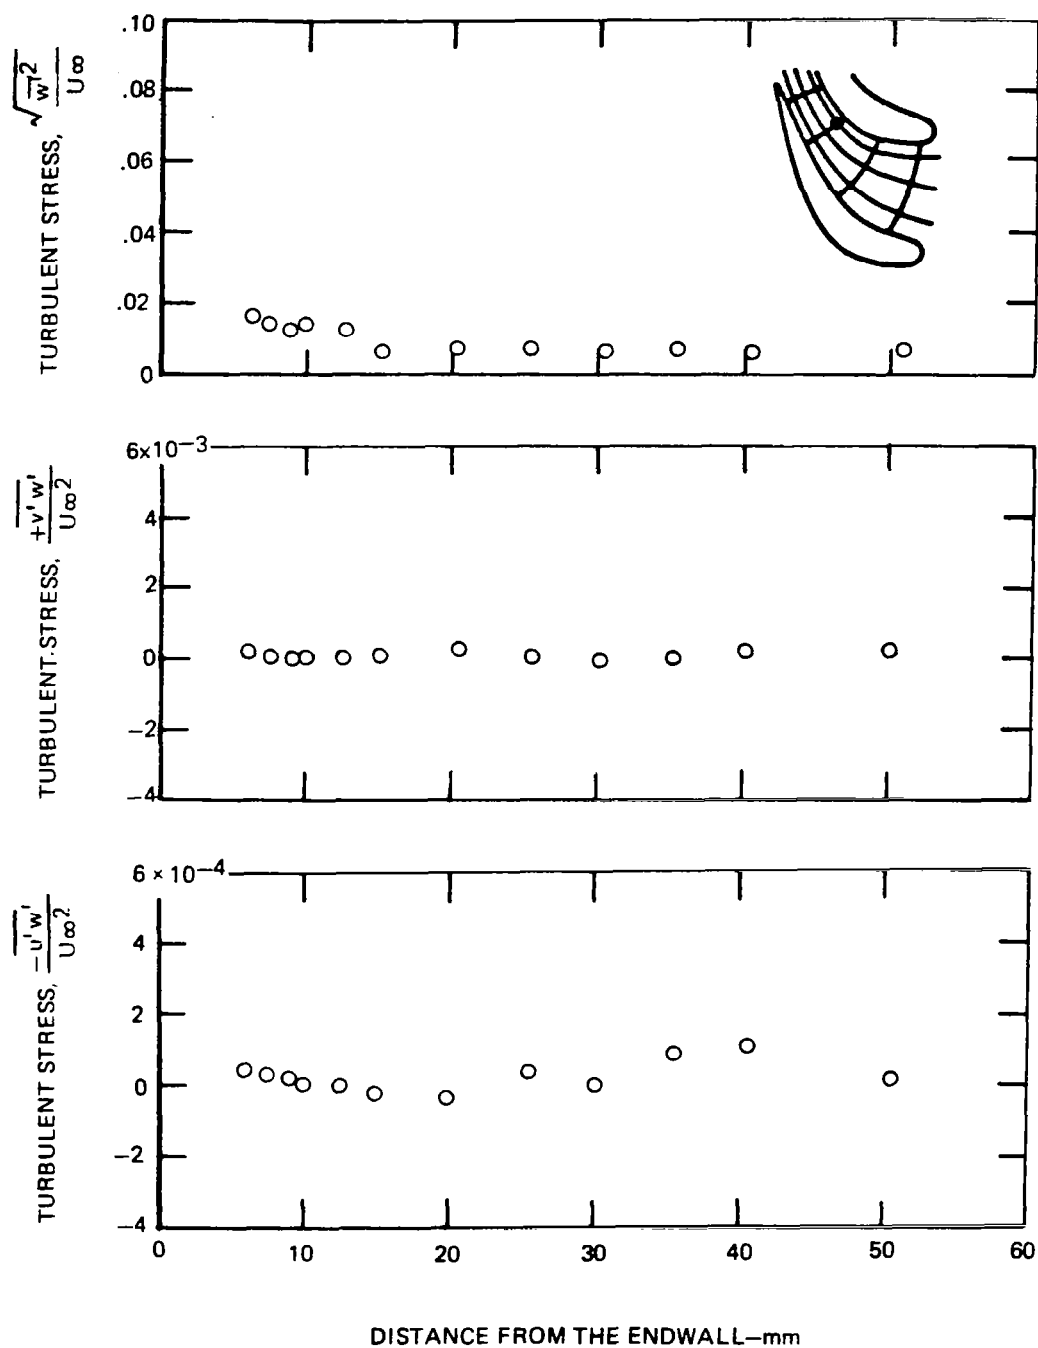 TURBULENT STRESS, √w'2 / U∞
.10
.08
.06
.04
.02
0
TURBULENT STRESS, +v'w' / U∞2
6×10−3
4
2
0
−2
−4
TURBULENT STRESS, −u'w' / U∞2
6 × 10−4
4
2
0
−2
−4
0 10 20 30 40 50 60
DISTANCE FROM THE ENDWALL—mm